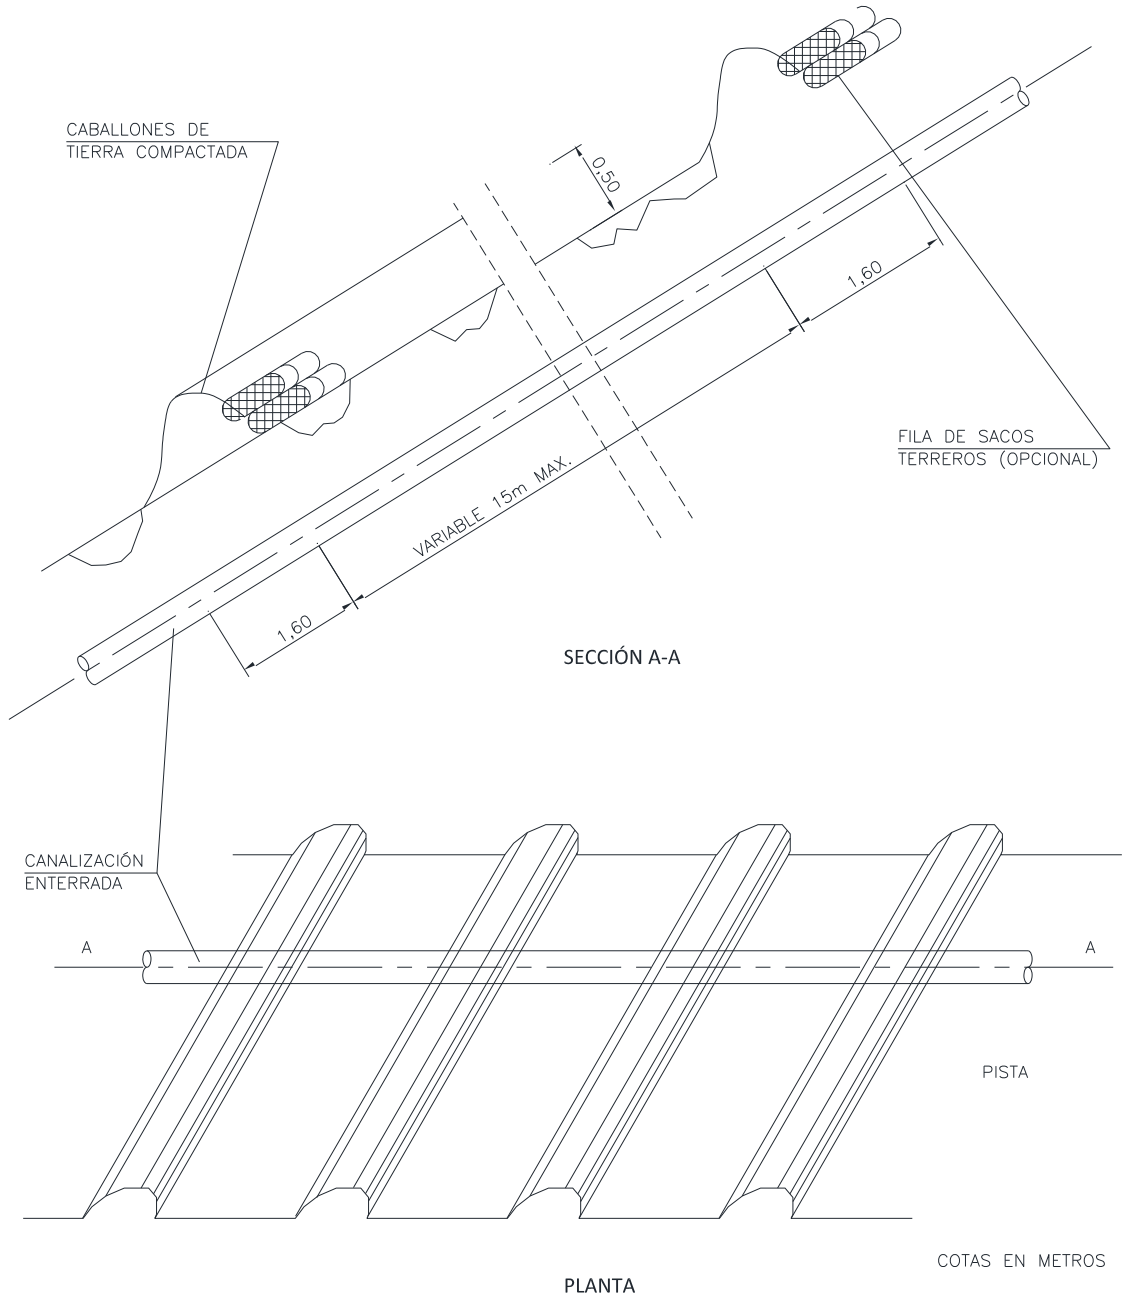 CABALLONES DE
TIERRA COMPACTADA
0,50
1,60
FILA DE SACOS
TERREROS (OPCIONAL)
VARIABLE 15m MAX.
1,60
SECCIÓN A-A
CANALIZACIÓN
ENTERRADA
A
A
PISTA
COTAS EN METROS
PLANTA